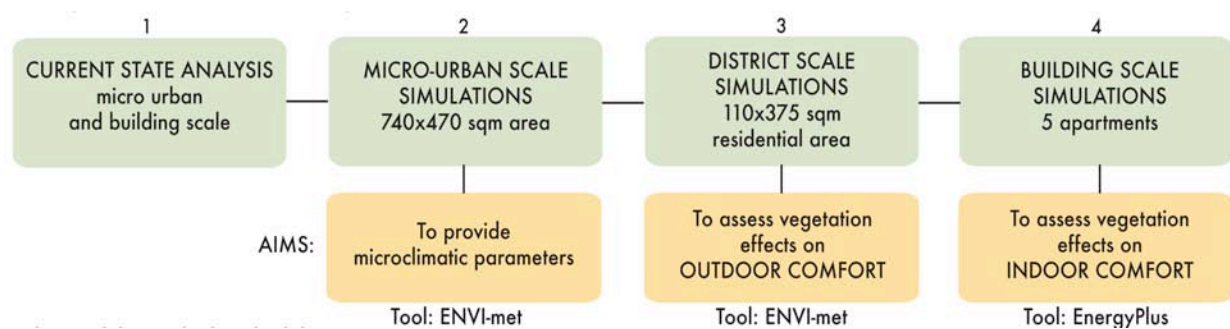 1
CURRENT STATE ANALYSIS
micro urban
and building scale
2
MICRO-URBAN SCALE
SIMULATIONS
740x470 sqm area
3
DISTRICT SCALE
SIMULATIONS
110x375 sqm
residential area
4
BUILDING SCALE
SIMULATIONS
5 apartments
AIMS:
To provide
microclimatic parameters
Tool: ENVI-met
To assess vegetation
effects on
OUTDOOR COMFORT
Tool: ENVI-met
To assess vegetation
effects on
INDOOR COMFORT
Tool: EnergyPlus